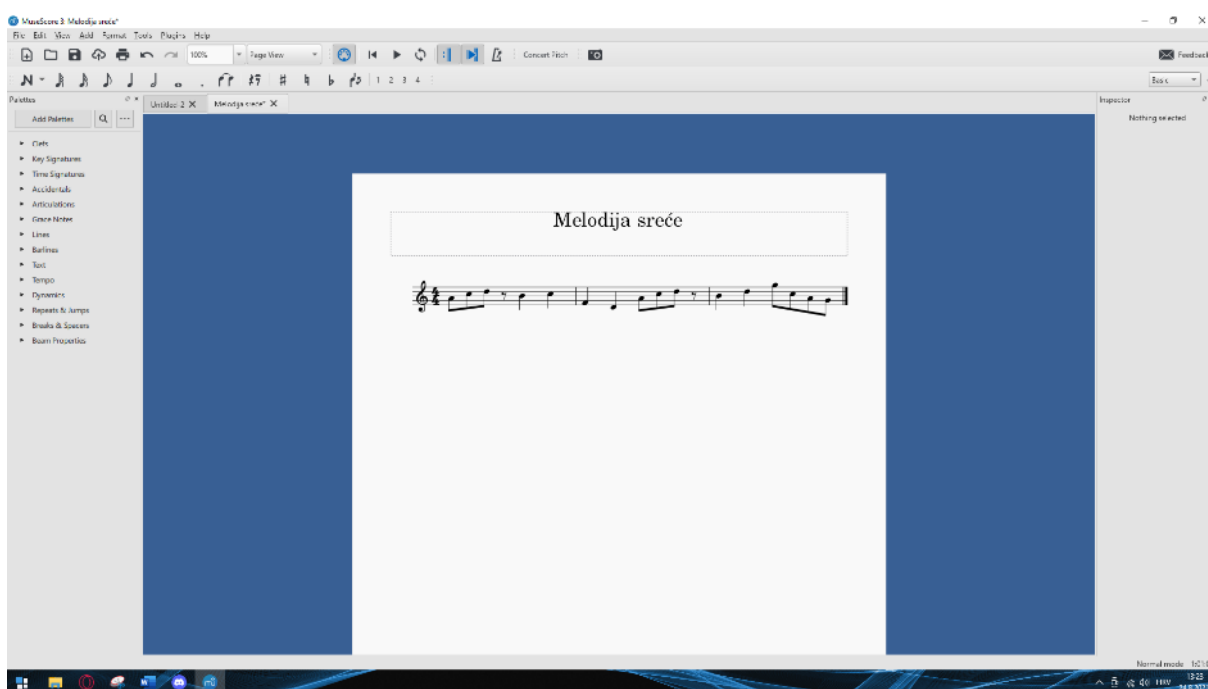 MuseScore 3: Melodija sreće*
File Edit View Add Format Tools Plugins Help
100% Page View Concert Pitch Feedback
1 2 3 4 Basic
Palettes
Untitled 2 X Melodija sreće* X
Inspector
Add Palettes
Nothing selected
Clefs
Key Signatures
Time Signatures
Accidentals
Articulations
Grace Notes
Lines
Barlines
Text
Tempo
Dynamics
Repeats & Jumps
Breaks & Spacers
Beam Properties
Melodija sreće
Normal mode
HRV
13:23